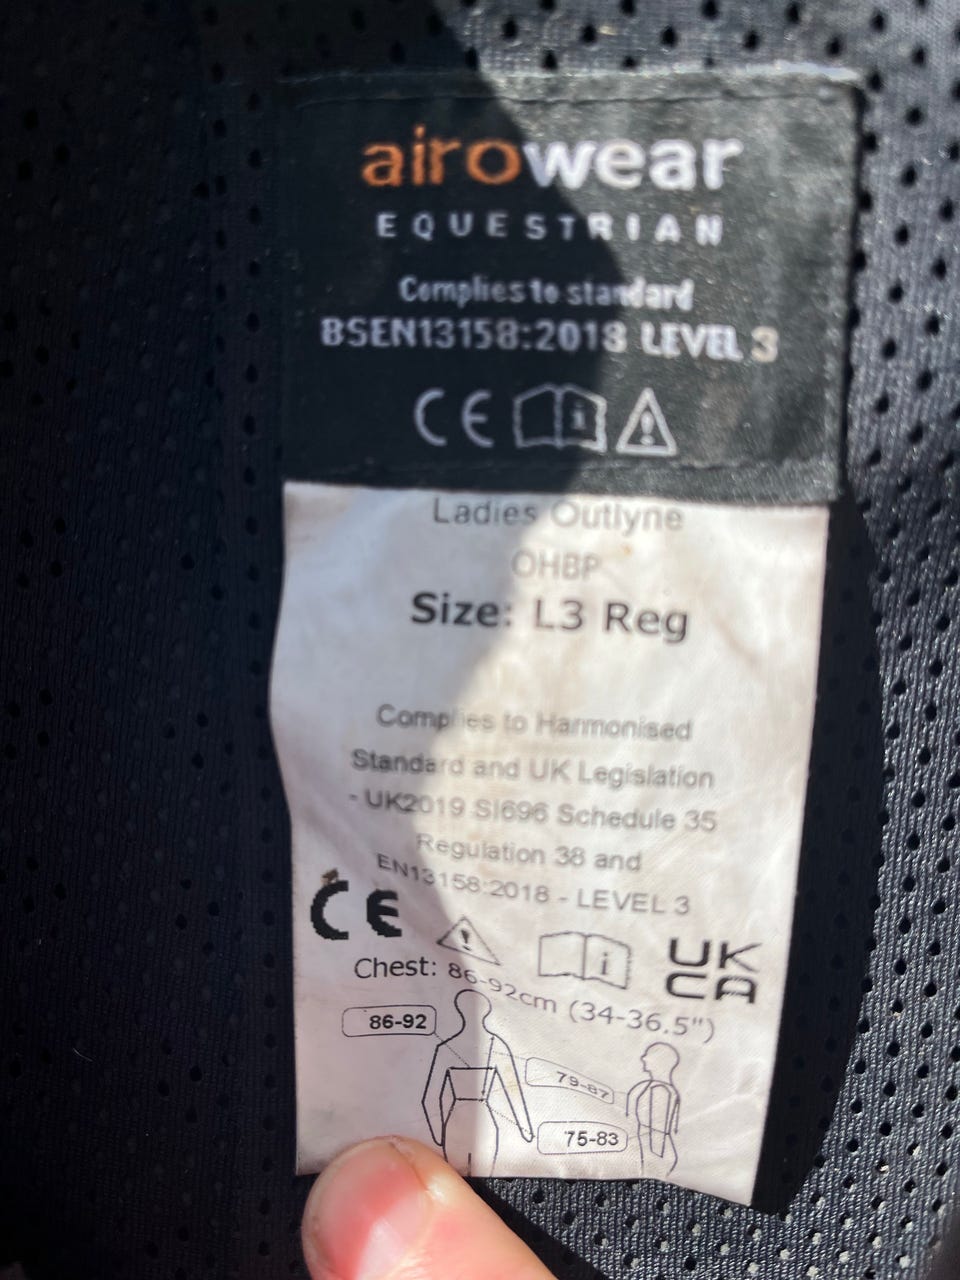 airowear
EQUESTRIAN
Complies to standard
BSEN13158:2018 LEVEL 3
CE
Ladies Outlyne
OHBP
Size: L3 Reg
Complies to Harmonised
Standard and UK Legislation
- UK2019 SI696 Schedule 35
Regulation 38 and
EN13158:2018 - LEVEL 3
CE
UK
CA
Chest: 86-92cm (34-36.5")
86-92
79-87
75-83